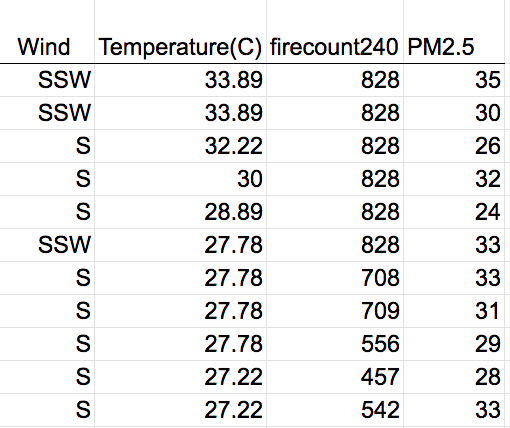 Wind Temperature(C) firecount240 PM2.5
SSW 33.89 828 35
SSW 33.89 828 30
S 32.22 828 26
S 30 828 32
S 28.89 828 24
SSW 27.78 828 33
S 27.78 708 33
S 27.78 709 31
S 27.78 556 29
S 27.22 457 28
S 27.22 542 33